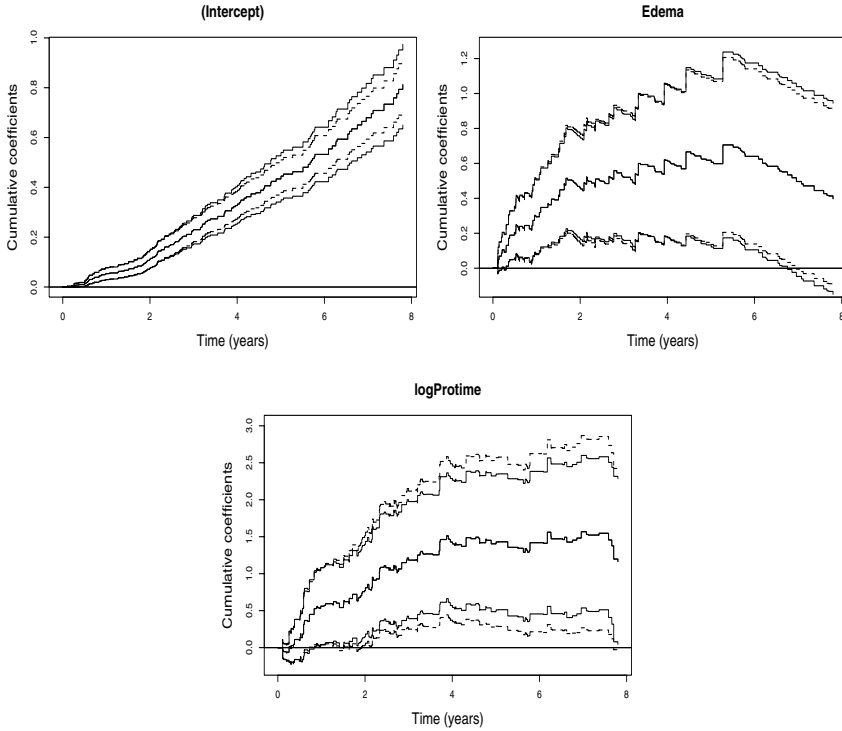 (Intercept)
Cumulative coefficients
1.0
0.8
0.6
0.4
0.2
0.0
0 2 4 6 8
Time (years)
Edema
Cumulative coefficients
1.2
1.0
0.8
0.6
0.4
0.2
0.0
0 2 4 6 8
Time (years)
logProtime
Cumulative coefficients
3.0
2.5
2.0
1.5
1.0
0.5
0.0
0 2 4 6 8
Time (years)